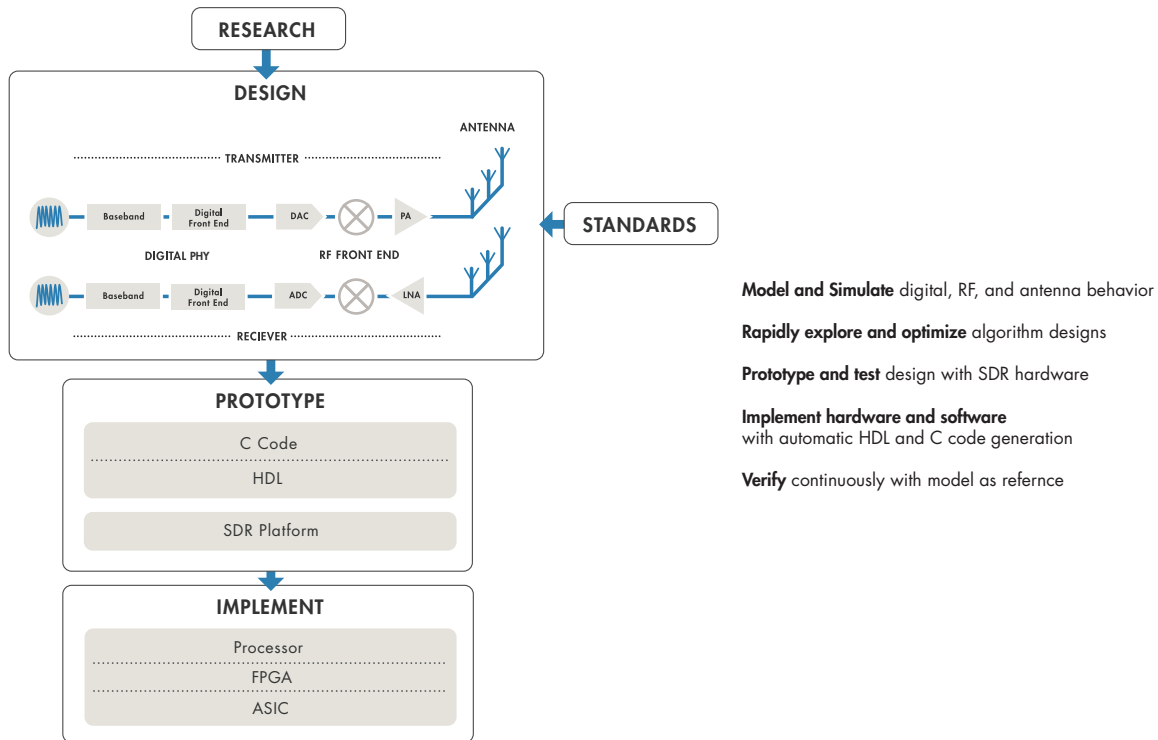 RESEARCH
DESIGN
ANTENNA
TRANSMITTER
Baseband
Digital
Front End
DAC
PA
STANDARDS
DIGITAL PHY
RF FRONT END
Baseband
Digital
Front End
ADC
LNA
RECIEVER
PROTOTYPE
C Code
HDL
SDR Platform
IMPLEMENT
Processor
FPGA
ASIC
Model and Simulate digital, RF, and antenna behavior
Rapidly explore and optimize algorithm designs
Prototype and test design with SDR hardware
Implement hardware and software
with automatic HDL and C code generation
Verify continuously with model as refernce